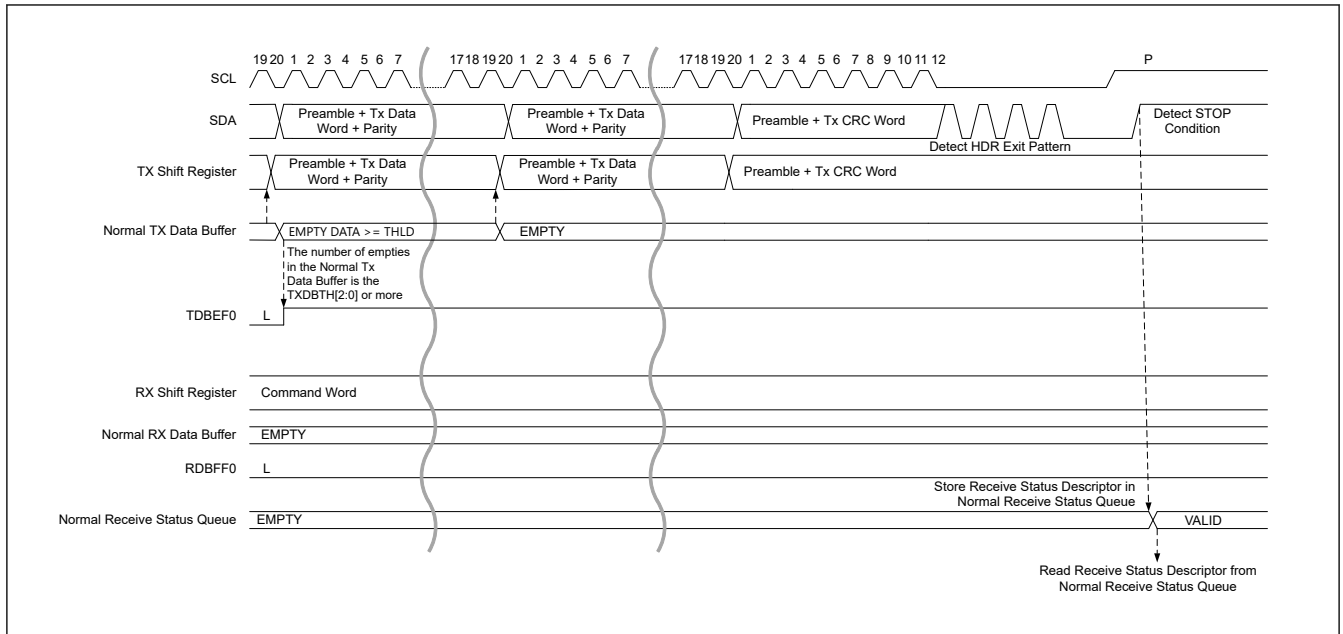 19 20 1 2 3 4 5 6 7 17 18 19 20 1 2 3 4 5 6 7 17 18 19 20 1 2 3 4 5 6 7 8 9 10 11 12 P
SCL
SDA
Preamble + Tx Data
Word + Parity
Preamble + Tx Data
Word + Parity
Preamble + Tx CRC Word
Detect STOP
Condition
Detect HDR Exit Pattern
TX Shift Register
Preamble + Tx Data
Word + Parity
Preamble + Tx Data
Word + Parity
Preamble + Tx CRC Word
Normal TX Data Buffer
EMPTY DATA >= THLD
EMPTY
The number of empties
in the Normal Tx
Data Buffer is the
TXDBTH[2:0] or more
TDBEF0
L
RX Shift Register
Command Word
Normal RX Data Buffer
EMPTY
RDBFF0
L
Store Receive Status Descriptor in
Normal Receive Status Queue
Normal Receive Status Queue
EMPTY
VALID
Read Receive Status Descriptor from
Normal Receive Status Queue